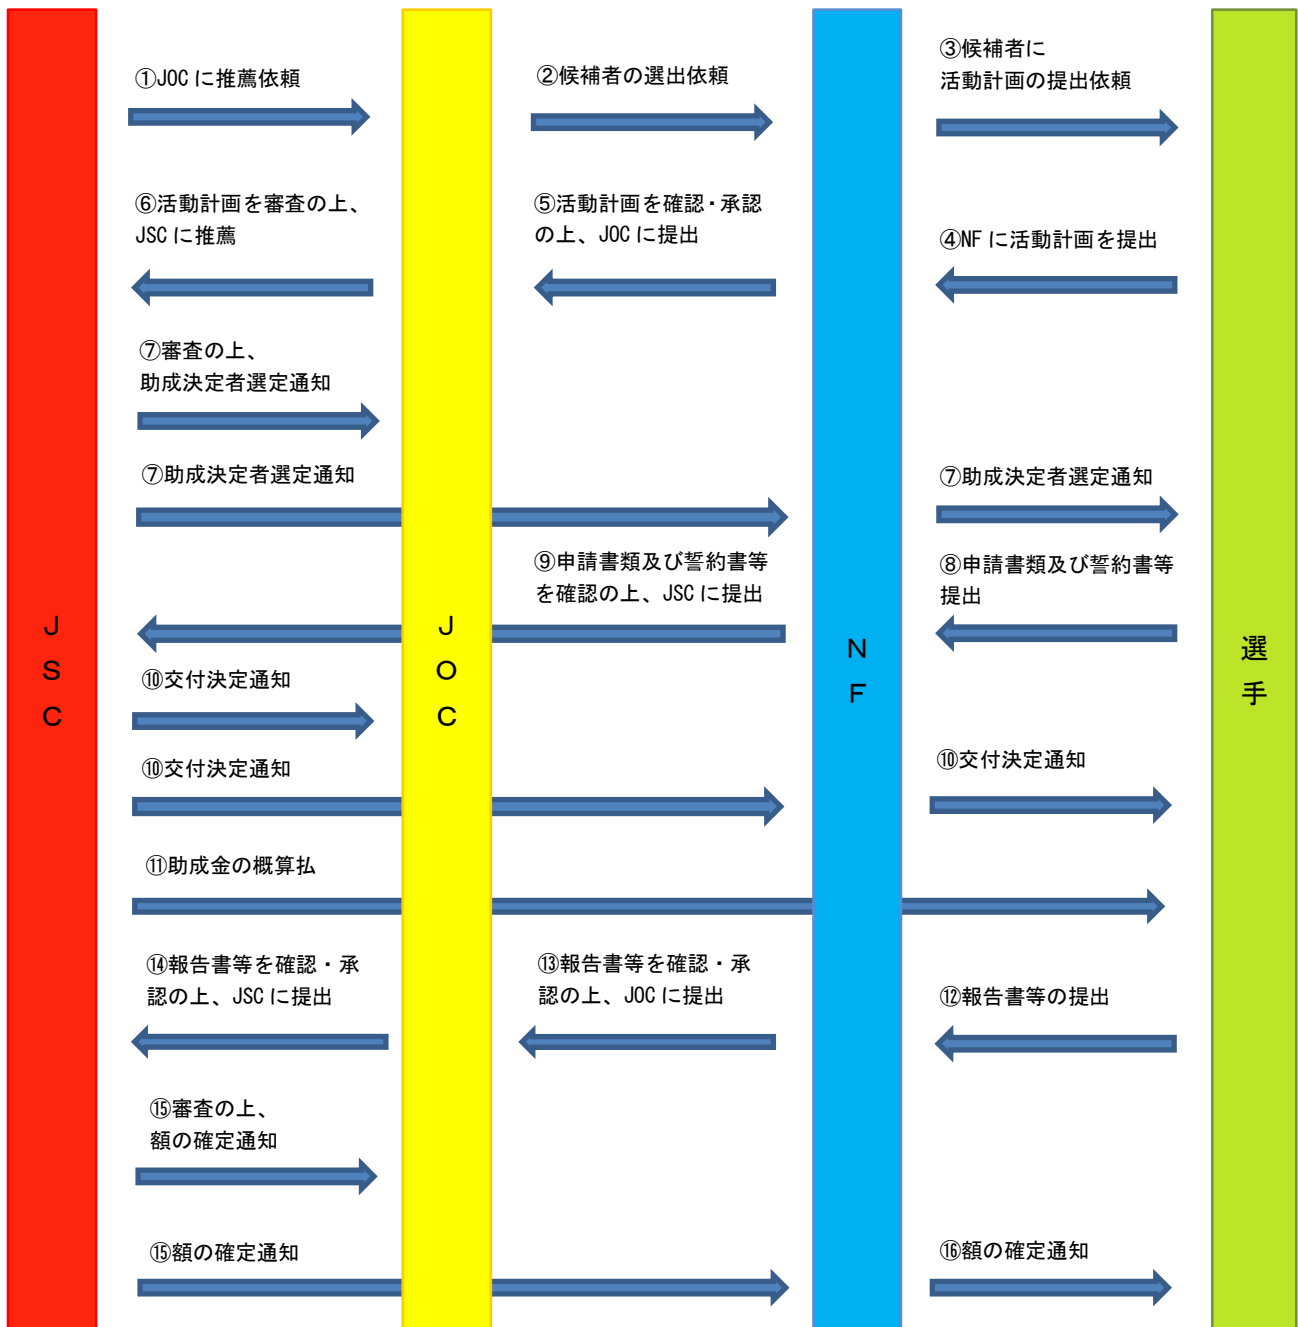 ①JOCに推薦依頼
②候補者の選出依頼
③候補者に
活動計画の提出依頼
⑥活動計画を審査の上、
JSCに推薦
⑤活動計画を確認・承認
の上、JOCに提出
④NFに活動計画を提出
⑦審査の上、
助成決定者選定通知
⑦助成決定者選定通知
⑦助成決定者選定通知
⑨申請書類及び誓約書等
を確認の上、JSCに提出
⑧申請書類及び誓約書等
提出
JSC
JOC
NF
選手
⑩交付決定通知
⑩交付決定通知
⑩交付決定通知
⑪助成金の概算払
⑭報告書等を確認・承
認の上、JSCに提出
⑬報告書等を確認・承
認の上、JOCに提出
⑫報告書等の提出
⑮審査の上、
額の確定通知
⑮額の確定通知
⑯額の確定通知